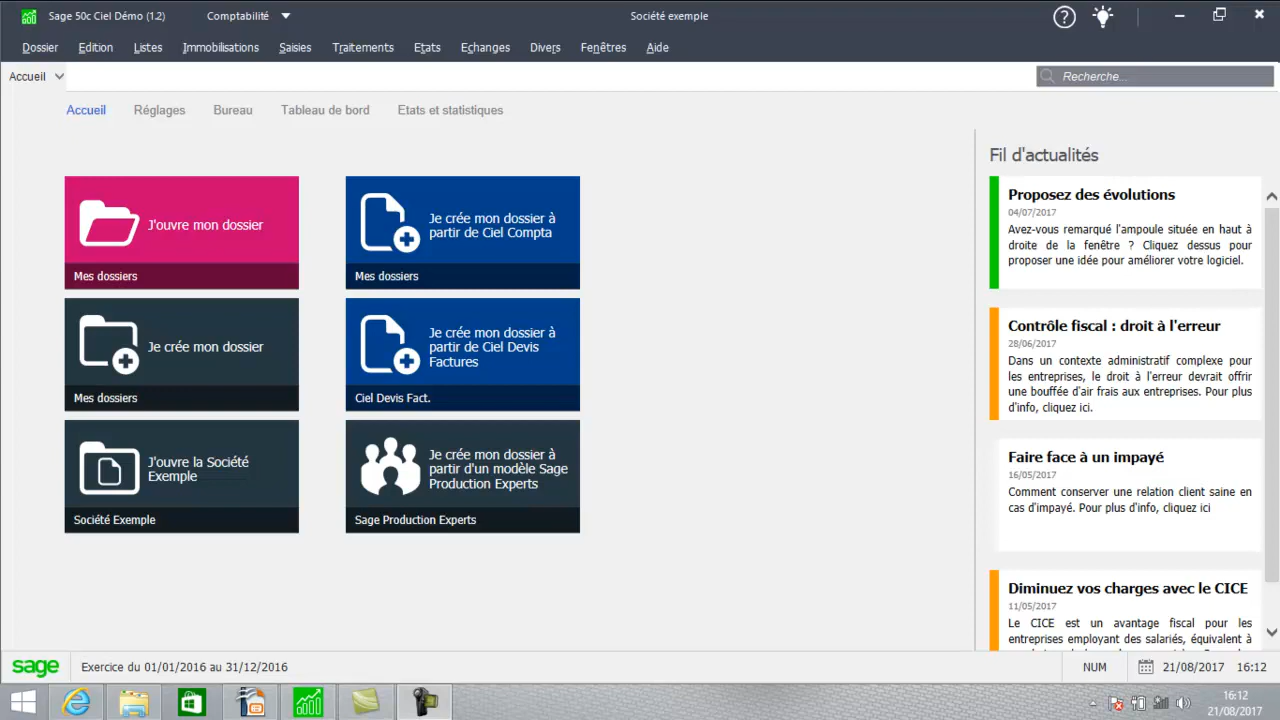 Sage 50c Ciel Démo (1.2)
Comptabilité
Société exemple
Dossier Edition Listes Immobilisations Saisies Traitements Etats Echanges Divers Fenêtres Aide
Accueil
Recherche...
Accueil Réglages Bureau Tableau de bord Etats et statistiques
J'ouvre mon dossier
Mes dossiers
Je crée mon dossier à
partir de Ciel Compta
Mes dossiers
Je crée mon dossier
Mes dossiers
Je crée mon dossier à
partir de Ciel Devis
Factures
Ciel Devis Fact.
J'ouvre la Société
Exemple
Société Exemple
Je crée mon dossier à
partir d'un modèle Sage
Production Experts
Sage Production Experts
Fil d'actualités
Proposez des évolutions
04/07/2017
Avez-vous remarqué l'ampoule située en haut à
droite de la fenêtre ? Cliquez dessus pour
proposer une idée pour améliorer votre logiciel.
Contrôle fiscal : droit à l'erreur
28/06/2017
Dans un contexte administratif complexe pour
les entreprises, le droit à l'erreur devrait offrir
une bouffée d'air frais aux entreprises. Pour plus
d'info, cliquez ici.
Faire face à un impayé
16/05/2017
Comment conserver une relation client saine en
cas d'impayé. Pour plus d'info, cliquez ici
Diminuez vos charges avec le CICE
11/05/2017
Le CICE est un avantage fiscal pour les
entreprises employant des salariés, équivalent à
sage
Exercice du 01/01/2016 au 31/12/2016
NUM
21/08/2017 16:12
16:12
21/08/2017